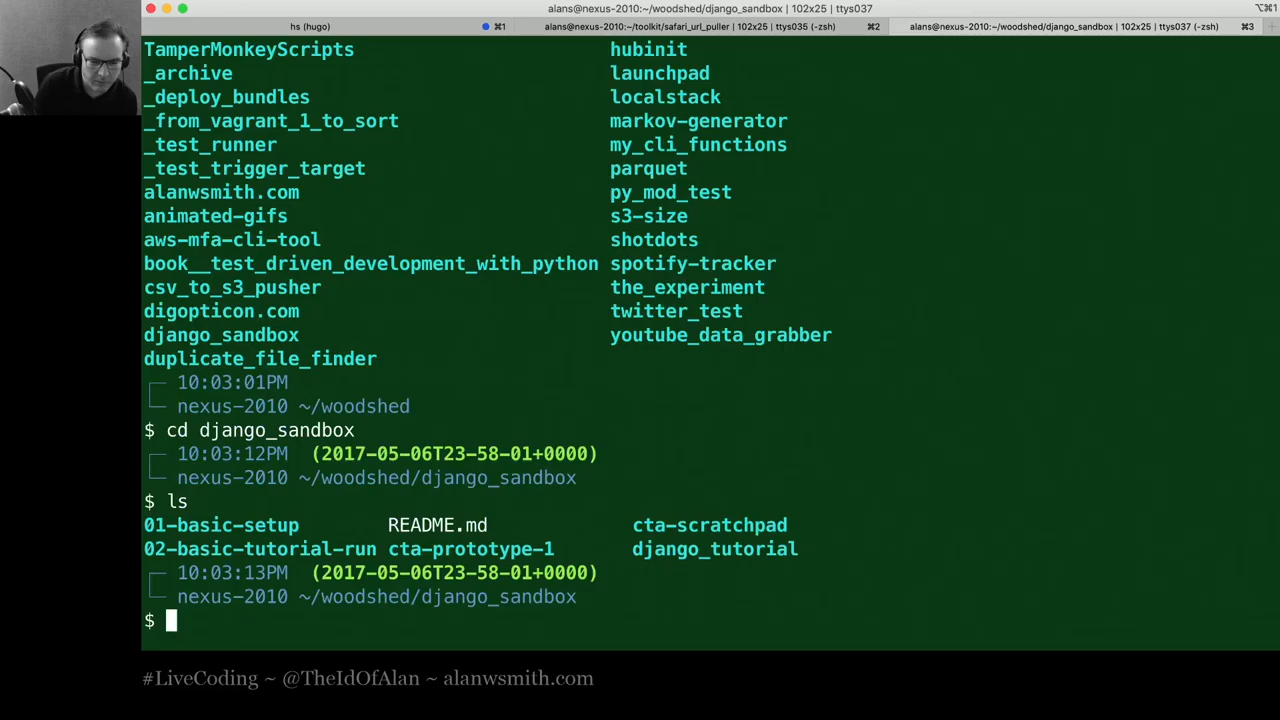 alans@nexus-2010:~/woodshed/django_sandbox | 102x25 | ttys037
⌥⌘1
hs (hugo) ⌘1
alans@nexus-2010:~/toolkit/safari_url_puller | 102x25 | ttys035 (-zsh) ⌘2
alans@nexus-2010:~/woodshed/django_sandbox | 102x25 | ttys037 (-zsh) ⌘3
TamperMonkeyScripts hubinit
_archive launchpad
_deploy_bundles localstack
_from_vagrant_1_to_sort markov-generator
_test_runner my_cli_functions
_test_trigger_target parquet
alanwsmith.com py_mod_test
animated-gifs s3-size
aws-mfa-cli-tool shotdots
book__test_driven_development_with_python spotify-tracker
csv_to_s3_pusher the_experiment
digopticon.com twitter_test
django_sandbox youtube_data_grabber
duplicate_file_finder
10:03:01PM
nexus-2010 ~/woodshed
$ cd django_sandbox
10:03:12PM (2017-05-06T23-58-01+0000)
nexus-2010 ~/woodshed/django_sandbox
$ ls
01-basic-setup README.md cta-scratchpad
02-basic-tutorial-run cta-prototype-1 django_tutorial
10:03:13PM (2017-05-06T23-58-01+0000)
nexus-2010 ~/woodshed/django_sandbox
$
#LiveCoding ~ @TheIdOfAlan ~ alanwsmith.com